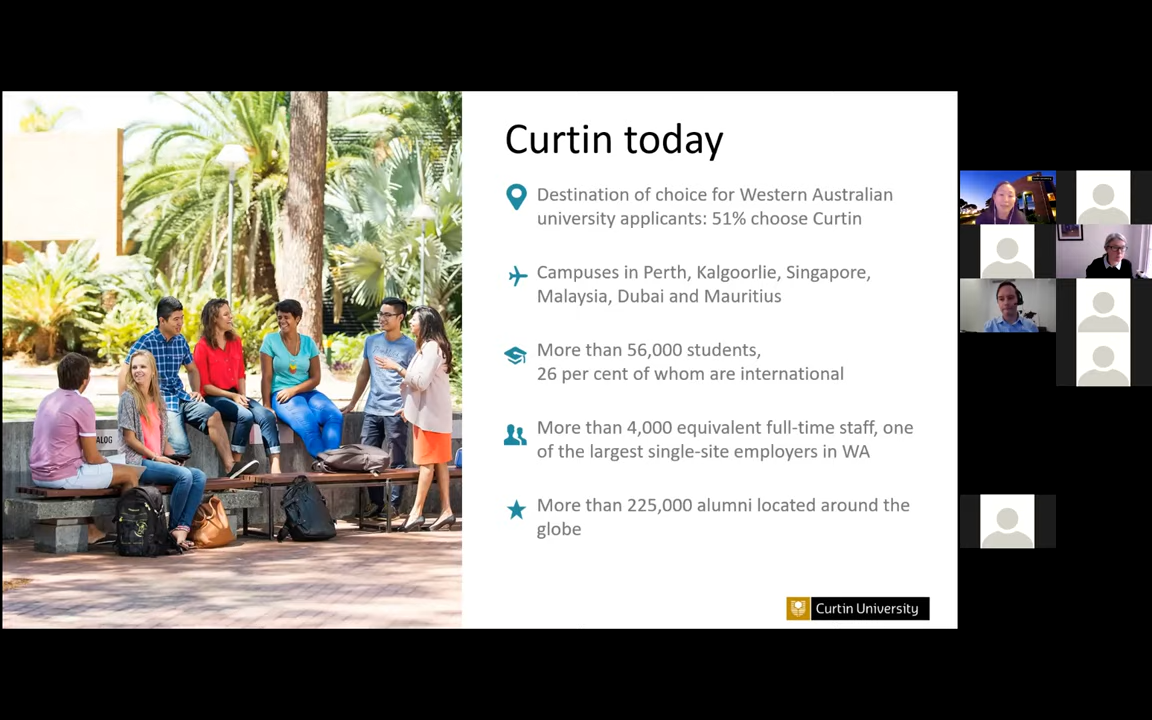 Curtin today
Destination of choice for Western Australian
university applicants: 51% choose Curtin
Campuses in Perth, Kalgoorlie, Singapore,
Malaysia, Dubai and Mauritius
More than 56,000 students,
26 per cent of whom are international
More than 4,000 equivalent full-time staff, one
of the largest single-site employers in WA
More than 225,000 alumni located around the
globe
Curtin University